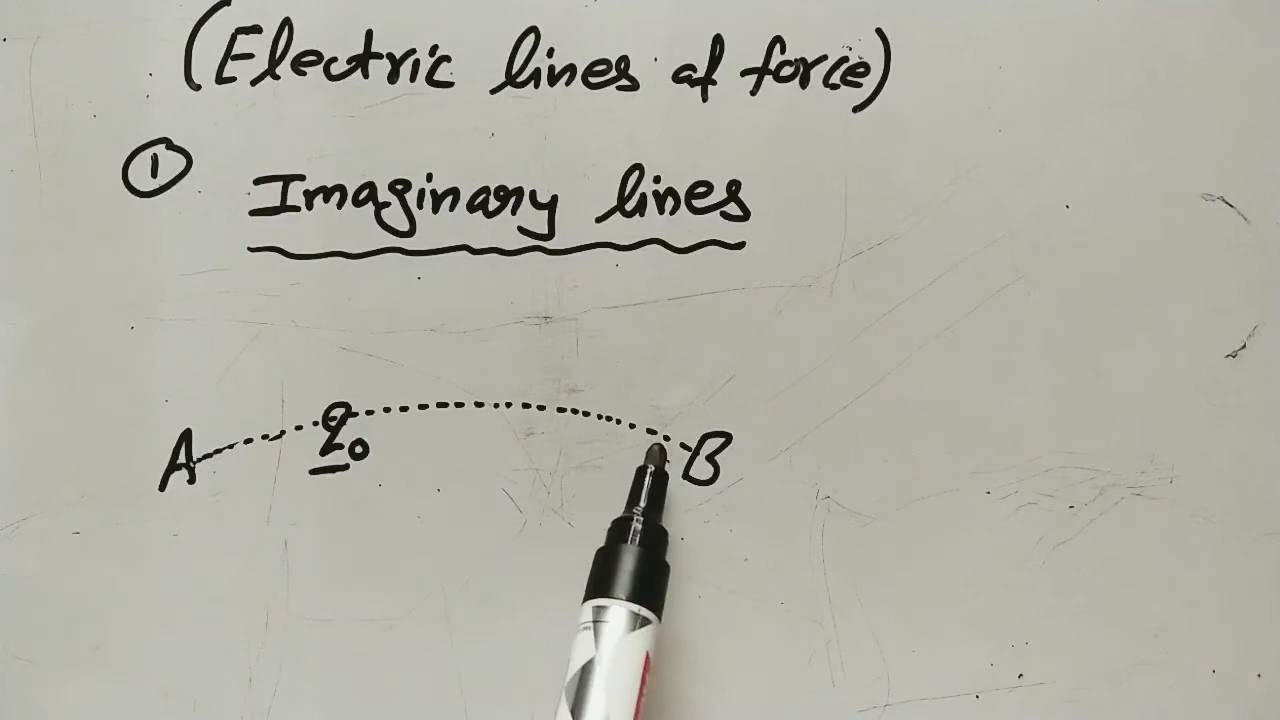 (Electric lines of force)
① Imaginary lines
A q₀ B